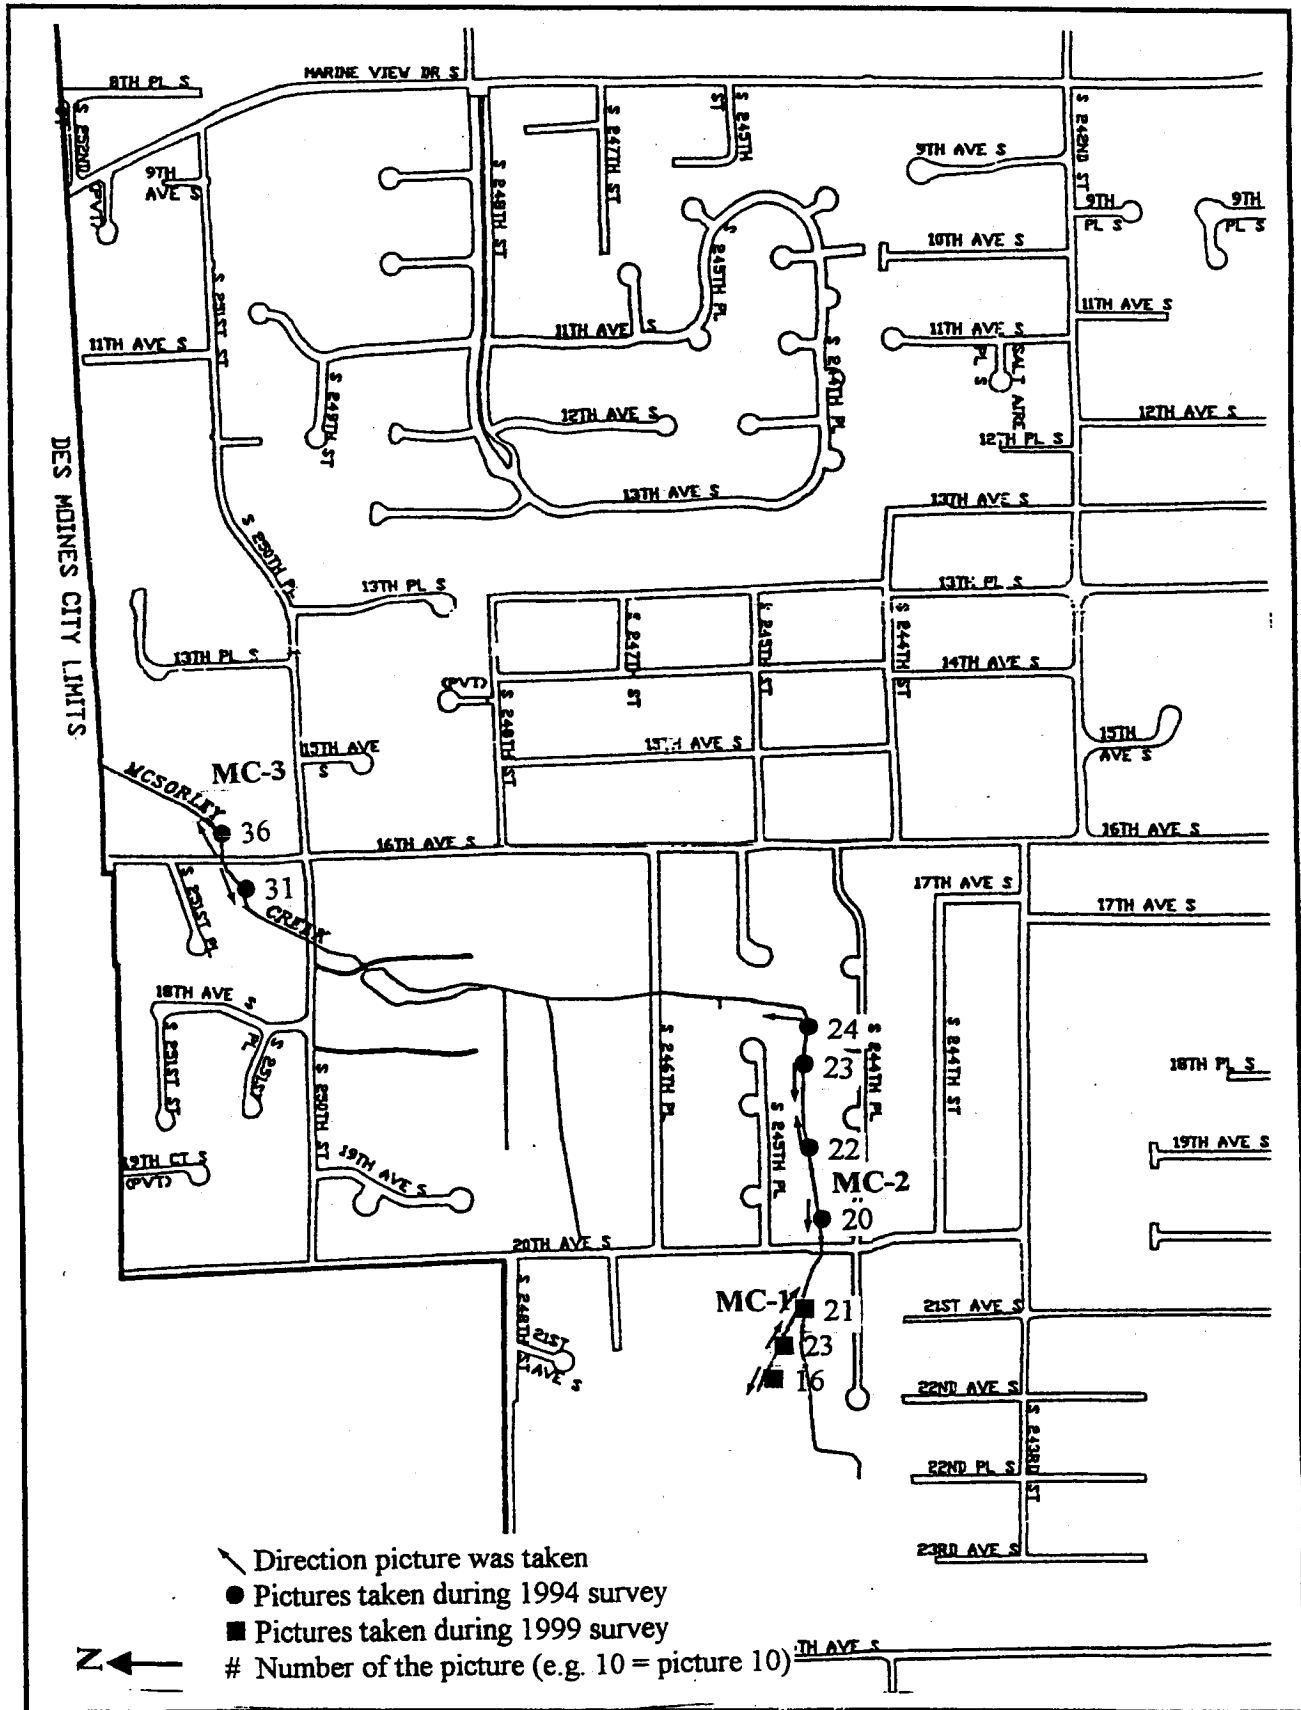 MARINE VIEW DR S
8TH PL S
S 252ND
ST
S 247TH ST
S 245TH
ST
S 242ND ST
9TH AVE S
9TH
AVE S
(PVT)
S 248TH ST
9TH
PL S
9TH
PL S
10TH AVE S
S 245TH PL
S 251ST ST
11TH AVE S
11TH AVE S
11TH AVE S
11TH AVE S
SALT AIRE
PL S
S 249TH ST
S 244TH PL
12TH AVE S
12TH AVE S
12TH PL S
DES MOINES CITY LIMITS
13TH AVE S
13TH AVE S
S 250TH PL
13TH PL S
13TH PL S
13TH PL S
S 247TH
ST
S 245TH ST
S 244TH ST
14TH AVE S
(PVT)
S 248TH ST
15TH AVE
S
15TH AVE S
15TH
AVE S
MCSORLEY
MC-3
36
16TH AVE S
16TH AVE S
31
S 251ST PL
CREEK
17TH AVE S
17TH AVE S
18TH AVE S
S 251ST ST
S 251ST
PL
S 250TH ST
S 246TH PL
24
23
S 244TH PL
S 244TH ST
18TH PL S
S 245TH PL
22
MC-2
20
19TH AVE S
19TH CT S
(PVT)
19TH AVE S
20TH AVE S
MC-1
21
23
16
S 248TH ST
21ST
AVE S
21ST AVE S
22ND AVE S
S 243RD ST
22ND PL S
23RD AVE S
Direction picture was taken
Pictures taken during 1994 survey
Pictures taken during 1999 survey
# Number of the picture (e.g. 10 = picture 10)
TH AVE S
N